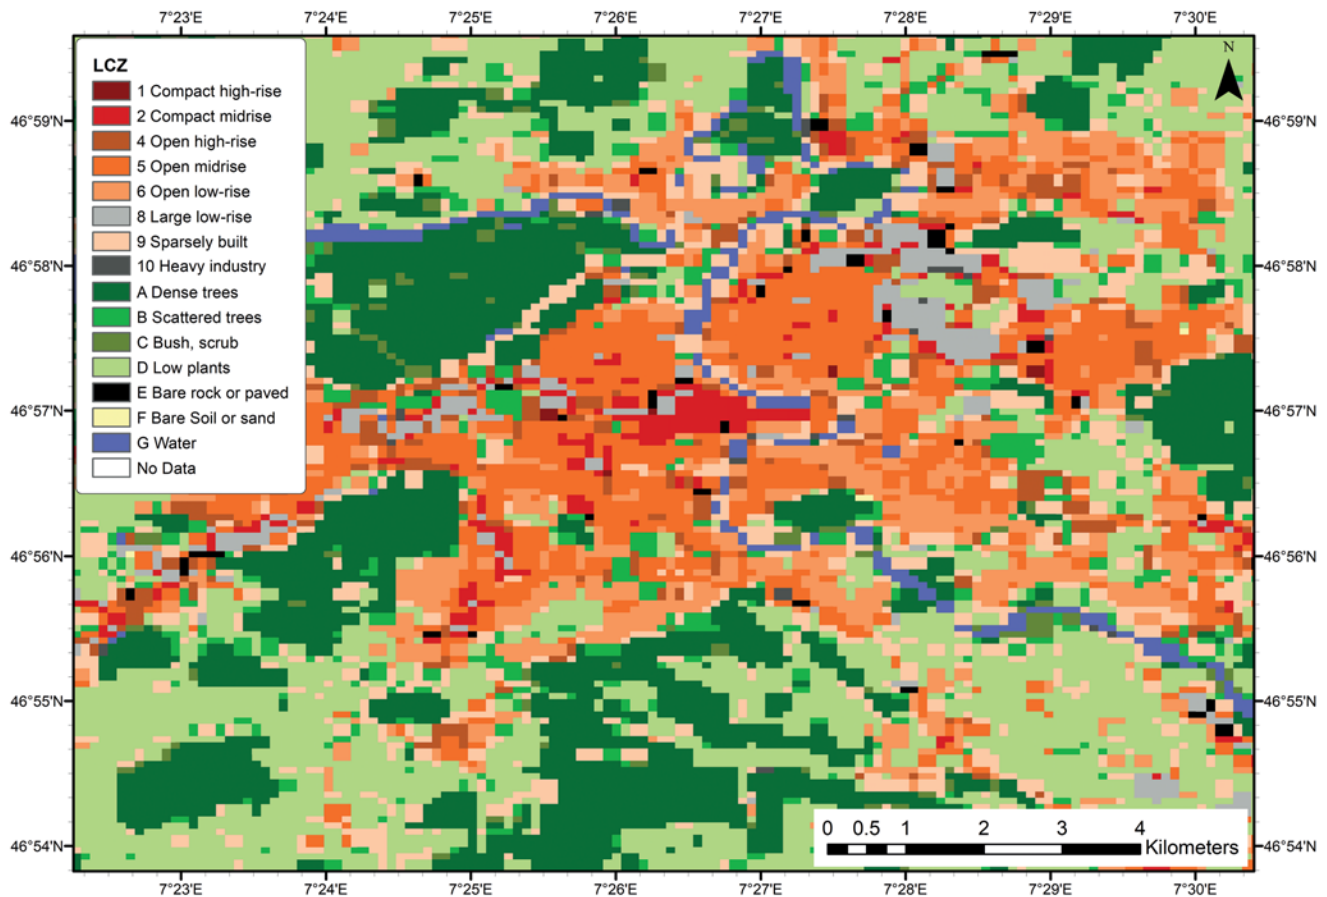 7°23'E 7°24'E 7°25'E 7°26'E 7°27'E 7°28'E 7°29'E 7°30'E
N
LCZ
1 Compact high-rise
2 Compact midrise
4 Open high-rise
5 Open midrise
6 Open low-rise
8 Large low-rise
9 Sparsely built
10 Heavy industry
A Dense trees
B Scattered trees
C Bush, scrub
D Low plants
E Bare rock or paved
F Bare Soil or sand
G Water
No Data
46°59'N 46°59'N
46°58'N 46°58'N
46°57'N 46°57'N
46°56'N 46°56'N
46°55'N 46°55'N
46°54'N 46°54'N
0 0.5 1 2 3 4
Kilometers
7°23'E 7°24'E 7°25'E 7°26'E 7°27'E 7°28'E 7°29'E 7°30'E